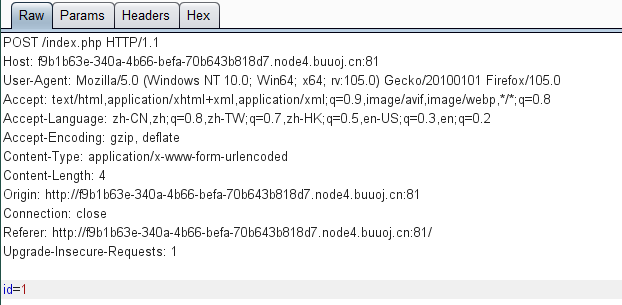 Raw Params Headers Hex
POST /index.php HTTP/1.1
Host: f9b1b63e-340a-4b66-befa-70b643b818d7.node4.buuoj.cn:81
User-Agent: Mozilla/5.0 (Windows NT 10.0; Win64; x64; rv:105.0) Gecko/20100101 Firefox/105.0
Accept: text/html,application/xhtml+xml,application/xml;q=0.9,image/avif,image/webp,*/*;q=0.8
Accept-Language: zh-CN,zh;q=0.8,zh-TW;q=0.7,zh-HK;q=0.5,en-US;q=0.3,en;q=0.2
Accept-Encoding: gzip, deflate
Content-Type: application/x-www-form-urlencoded
Content-Length: 4
Origin: http://f9b1b63e-340a-4b66-befa-70b643b818d7.node4.buuoj.cn:81
Connection: close
Referer: http://f9b1b63e-340a-4b66-befa-70b643b818d7.node4.buuoj.cn:81/
Upgrade-Insecure-Requests: 1
id=1